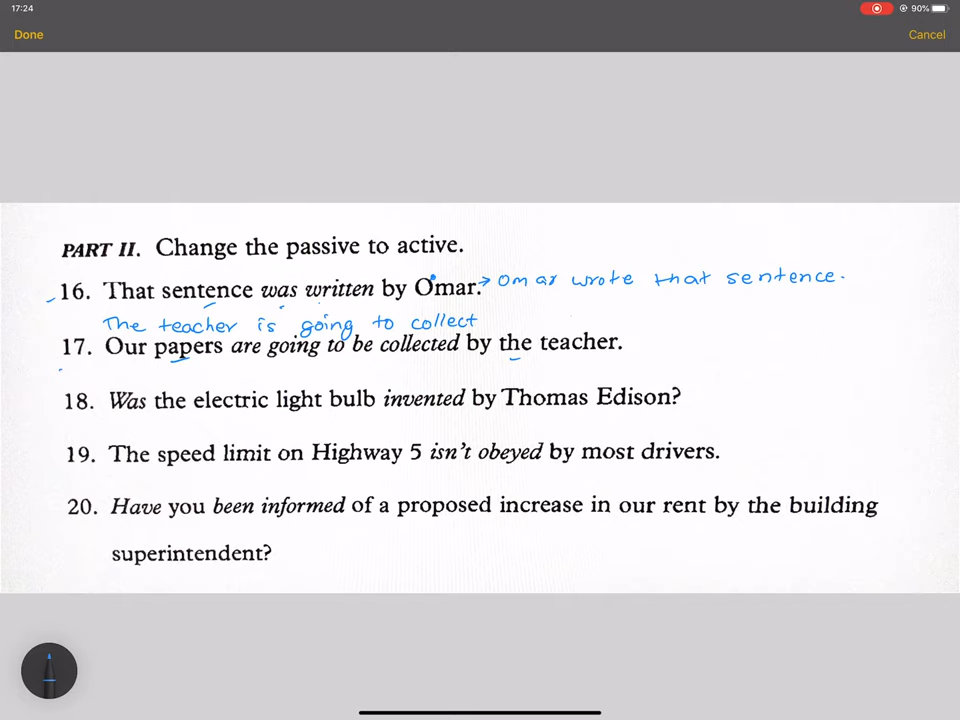 17:24
90%
Done
Cancel
PART II. Change the passive to active.
16. That sentence was written by Omar. → Omar wrote that sentence.
The teacher is going to collect
17. Our papers are going to be collected by the teacher.
18. Was the electric light bulb invented by Thomas Edison?
19. The speed limit on Highway 5 isn't obeyed by most drivers.
20. Have you been informed of a proposed increase in our rent by the building
superintendent?